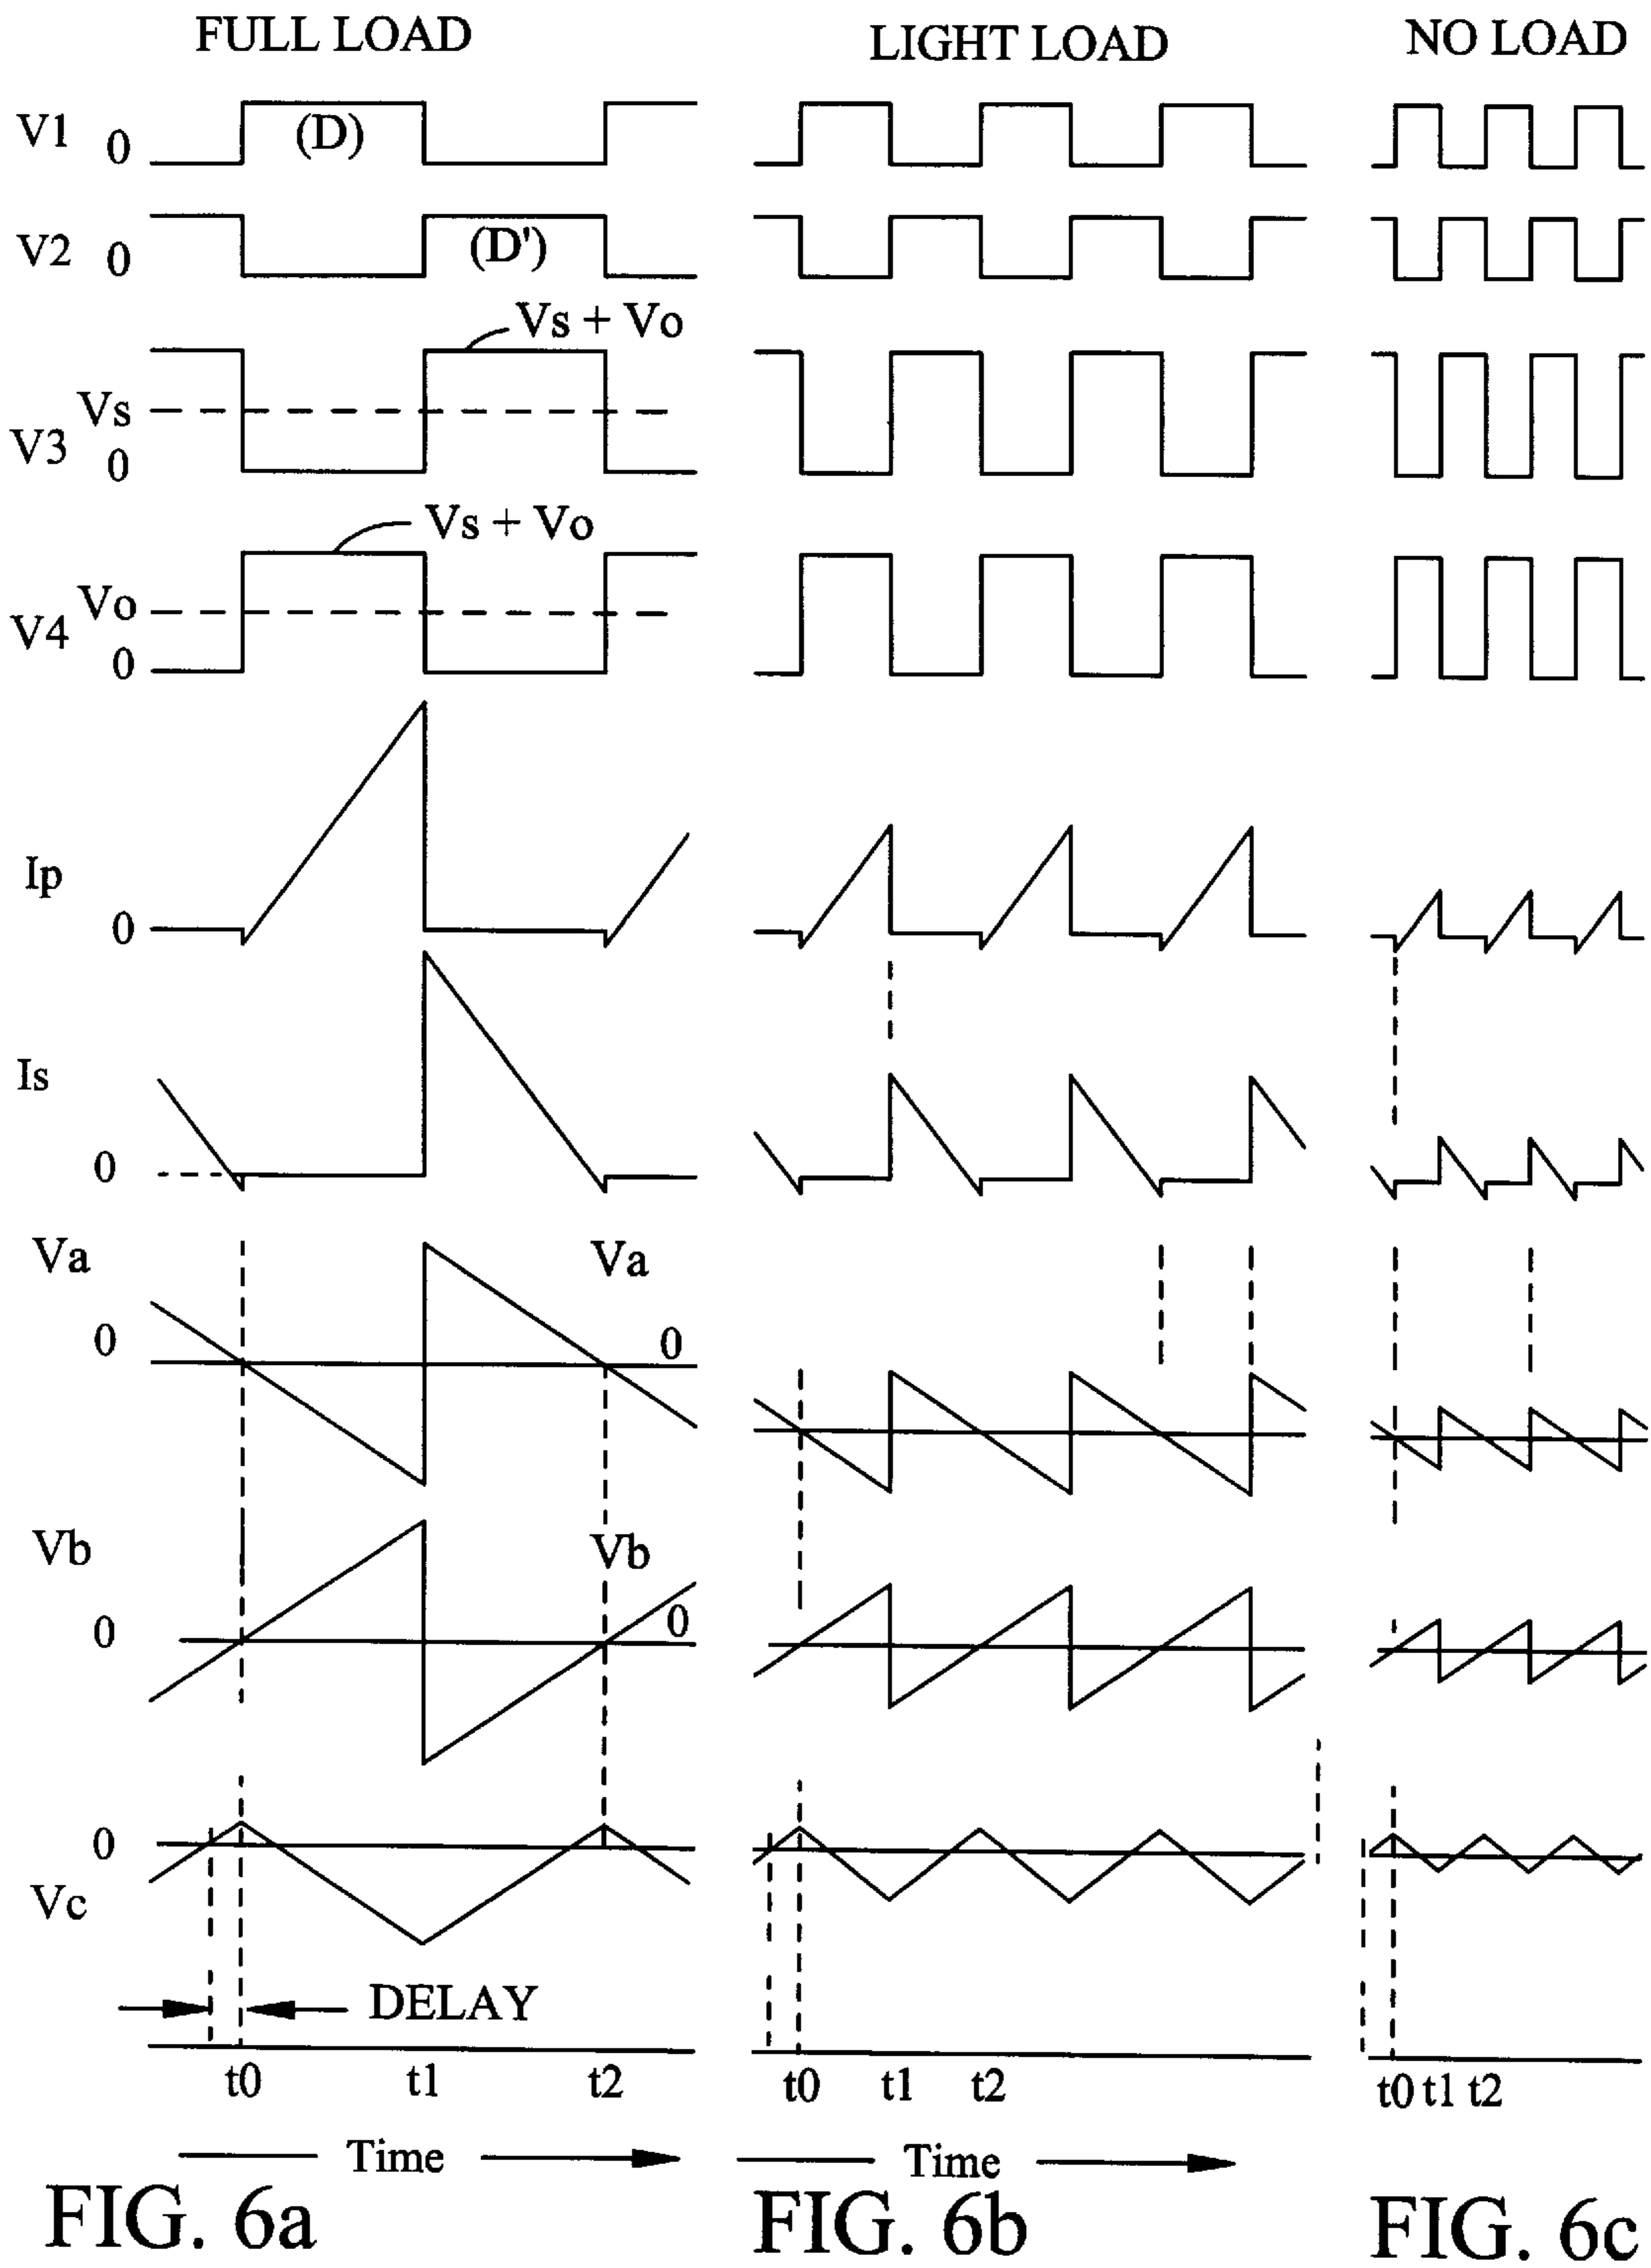 FULL LOAD
LIGHT LOAD
NO LOAD
V1 0 (D)
V2 0 (D')
Vs + Vo
Vs
V3 0
Vs + Vo
Vo
V4 0
Ip
0
Is
0
Va Va
0 0
Vb Vb
0 0
0
Vc
DELAY
t0 t1 t2 t0 t1 t2 t0 t1 t2
Time Time
FIG. 6a FIG. 6b FIG. 6c